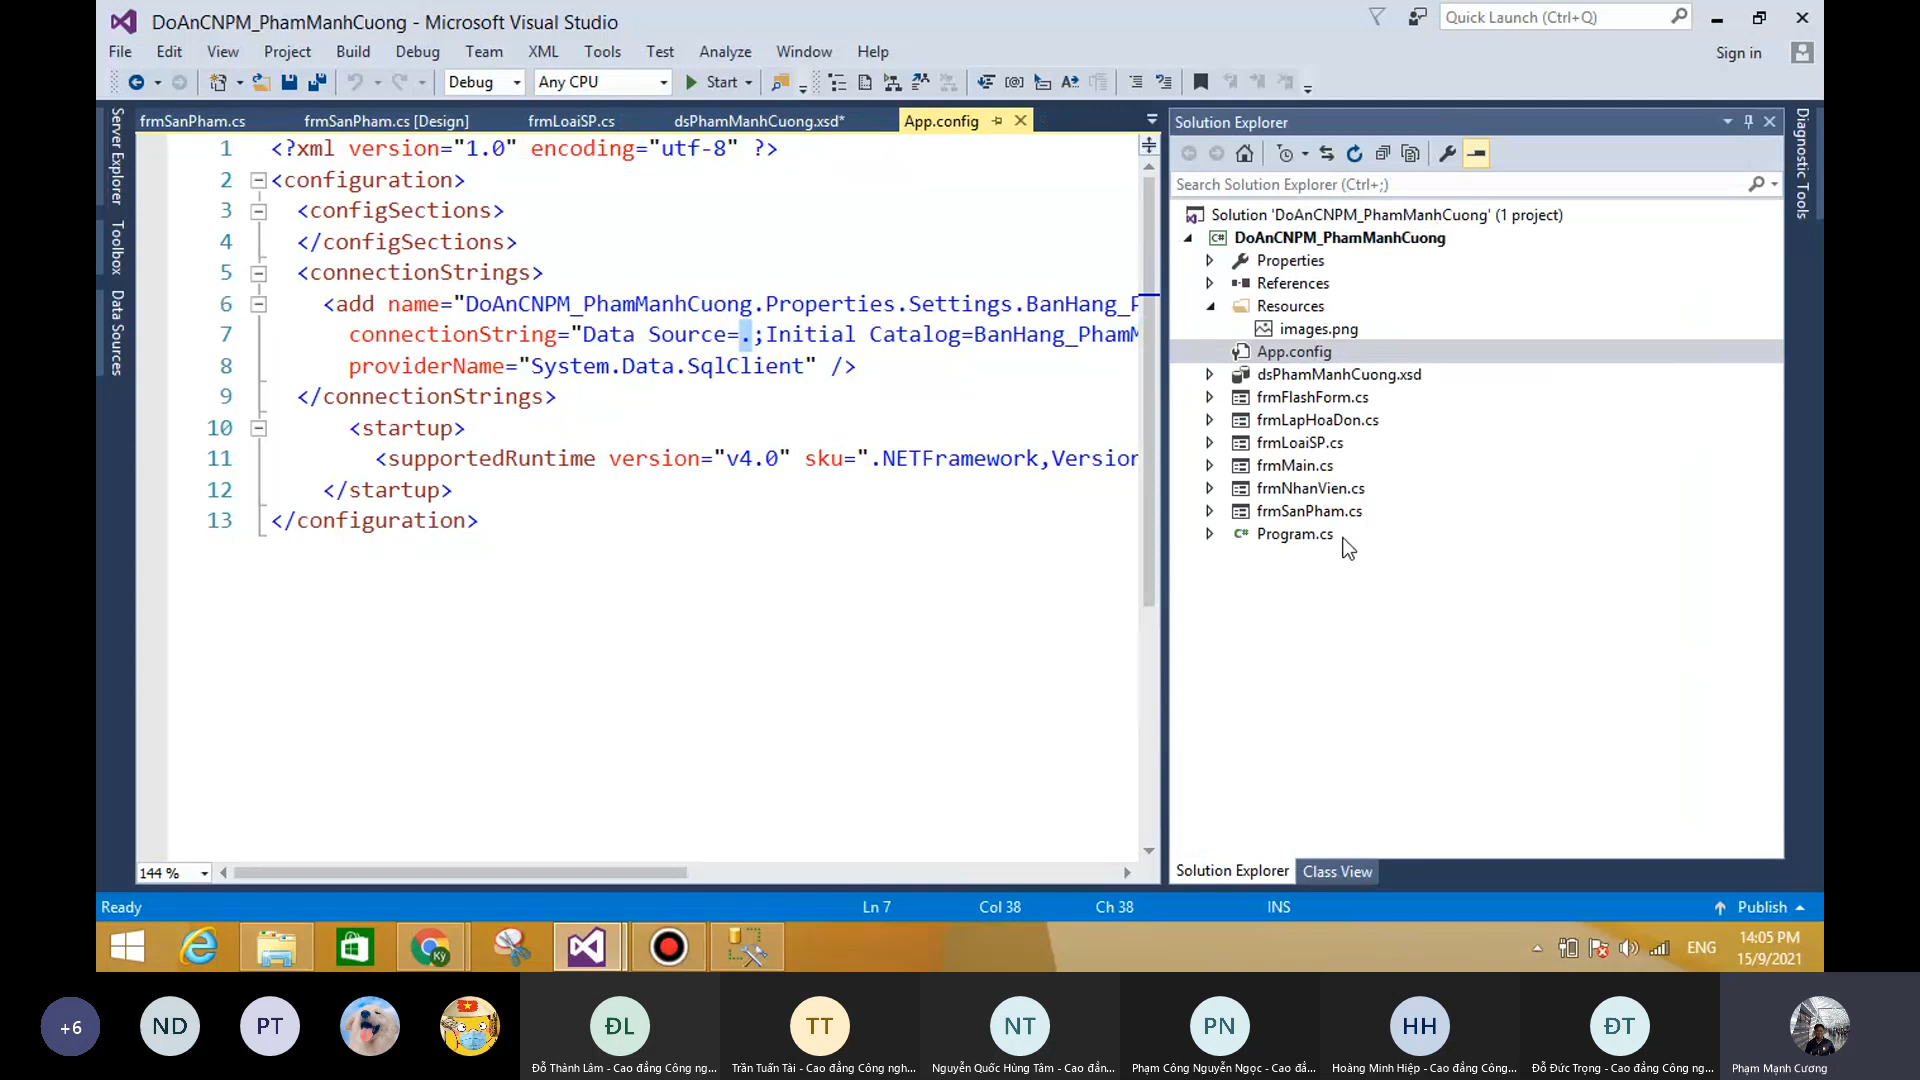 DoAnCNPM_PhamManhCuong - Microsoft Visual Studio
Quick Launch (Ctrl+Q)
File Edit View Project Build Debug Team XML Tools Test Analyze Window Help
Sign in
Debug Any CPU Start
Server Explorer
Toolbox
Data Sources
frmSanPham.cs frmSanPham.cs [Design] frmLoaiSP.cs dsPhamManhCuong.xsd* App.config
1 <?xml version="1.0" encoding="utf-8" ?>
2 <configuration>
3 <configSections>
4 </configSections>
5 <connectionStrings>
6 <add name="DoAnCNPM_PhamManhCuong.Properties.Settings.BanHang_P
7 connectionString="Data Source=.;Initial Catalog=BanHang_PhamM
8 providerName="System.Data.SqlClient" />
9 </connectionStrings>
10 <startup>
11 <supportedRuntime version="v4.0" sku=".NETFramework,Version
12 </startup>
13 </configuration>
144 %
Solution Explorer
Search Solution Explorer (Ctrl+;)
Solution 'DoAnCNPM_PhamManhCuong' (1 project)
C# DoAnCNPM_PhamManhCuong
Properties
References
Resources
images.png
App.config
dsPhamManhCuong.xsd
frmFlashForm.cs
frmLapHoaDon.cs
frmLoaiSP.cs
frmMain.cs
frmNhanVien.cs
frmSanPham.cs
C# Program.cs
Solution Explorer Class View
Diagnostic Tools
Ready Ln 7 Col 38 Ch 38 INS Publish
Kỳ
ENG
14:05 PM
15/9/2021
+6 ND PT ĐL TT NT PN HH ĐT
Đỗ Thành Lâm - Cao đẳng Công ng...
Trần Tuấn Tài - Cao đẳng Công ngh...
Nguyễn Quốc Hùng Tâm - Cao đẳn...
Phạm Công Nguyễn Ngọc - Cao đẳ...
Hoàng Minh Hiệp - Cao đẳng Công...
Đỗ Đức Trọng - Cao đẳng Công ng...
Phạm Mạnh Cương